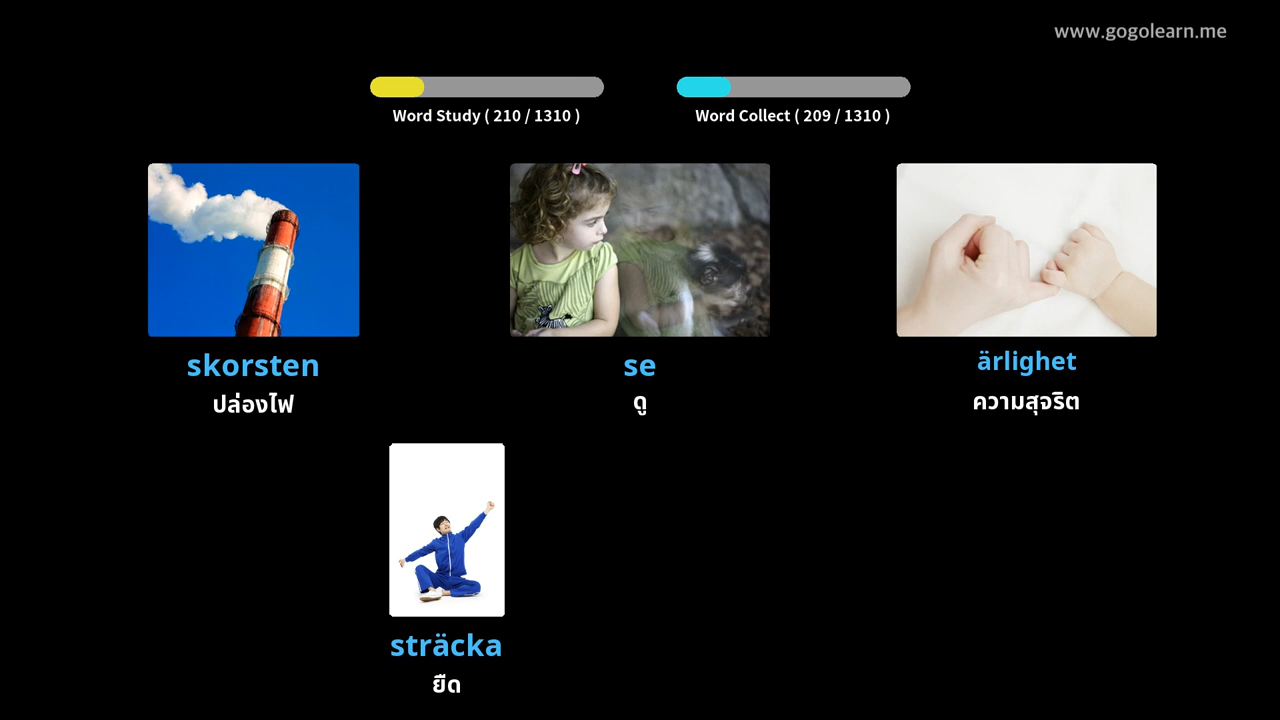 www.gogolearn.me
Word Study ( 210 / 1310 )
Word Collect ( 209 / 1310 )
skorsten
ปล่องไฟ
se
ดู
ärlighet
ความสุจริต
sträcka
ยืด